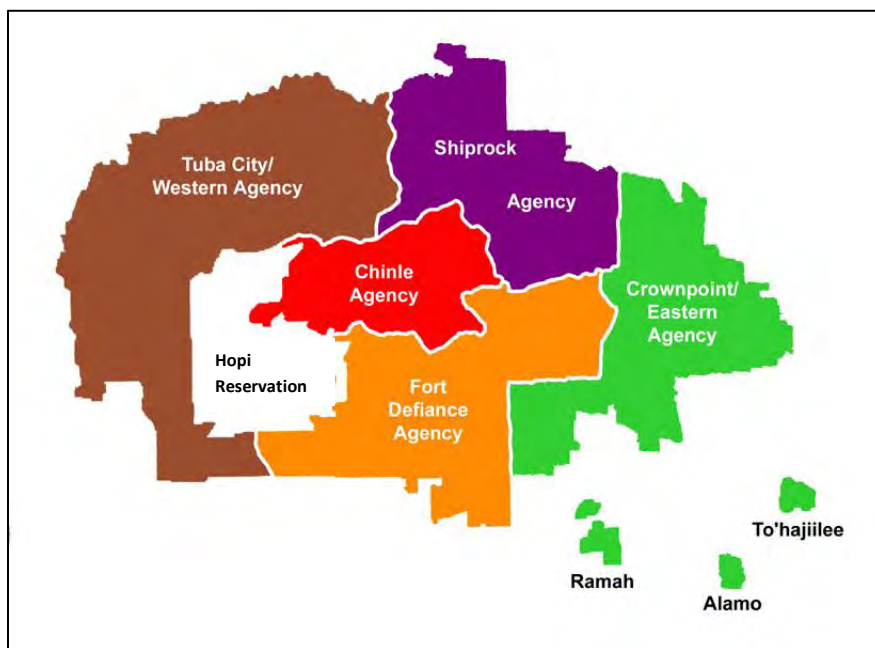 Shiprock
Agency
Tuba City/
Western Agency
Chinle
Agency
Crownpoint/
Eastern
Agency
Hopi
Reservation
Fort
Defiance
Agency
To'hajiilee
Ramah
Alamo